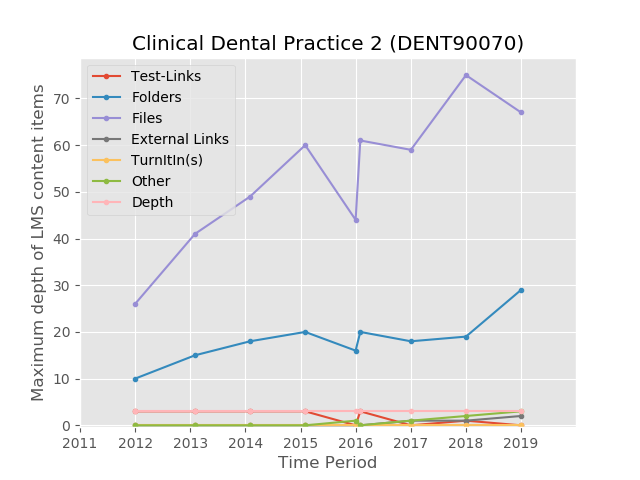 Clinical Dental Practice 2 (DENT90070)
Maximum depth of LMS content items
70
60
50
40
30
20
10
0
Test-Links
Folders
Files
External Links
TurnItIn(s)
Other
Depth
2011 2012 2013 2014 2015 2016 2017 2018 2019
Time Period